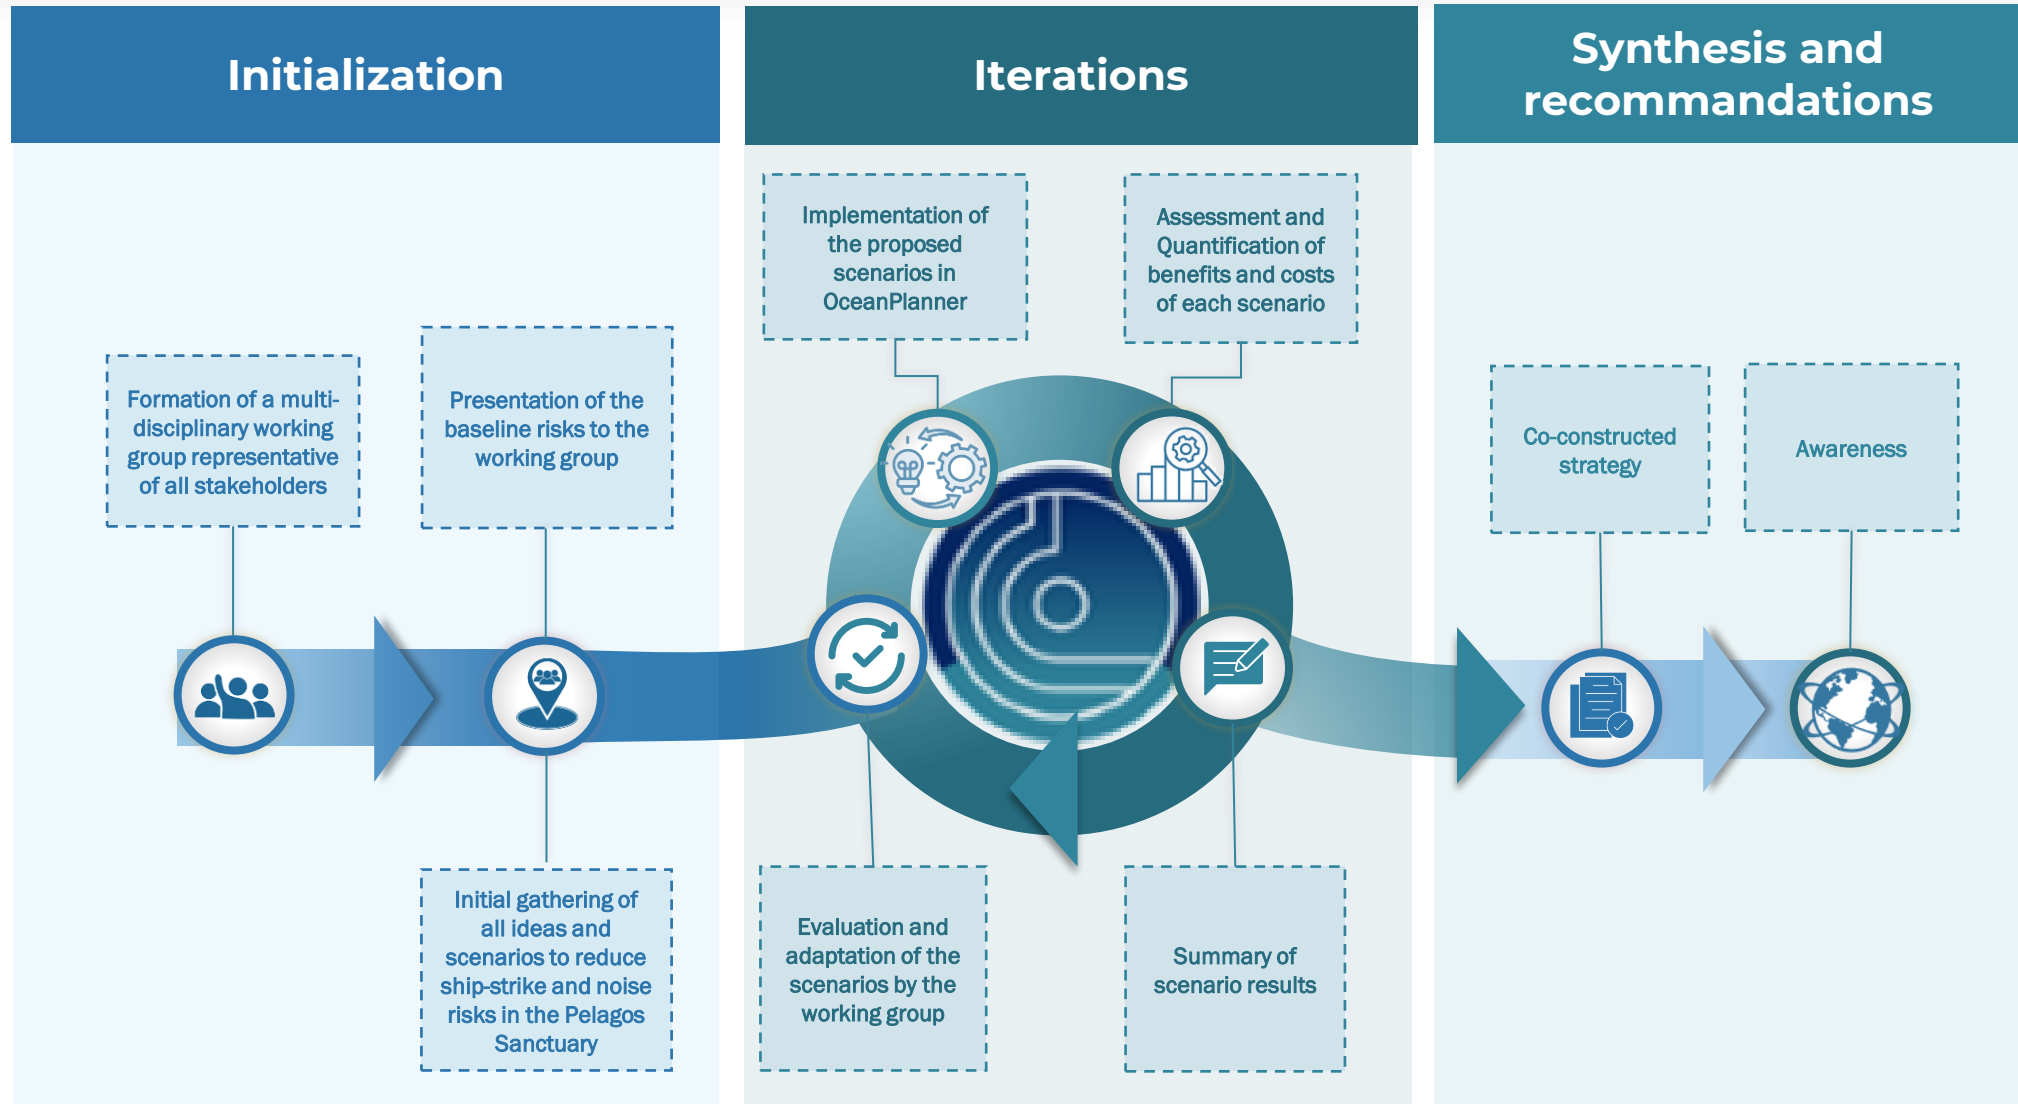 Initialization
Formation of a multi-
disciplinary working
group representative
of all stakeholders
Presentation of the
baseline risks to the
working group
Initial gathering of
all ideas and
scenarios to reduce
ship-strike and noise
risks in the Pelagos
Sanctuary
Iterations
Implementation of
the proposed
scenarios in
OceanPlanner
Assessment and
Quantification of
benefits and costs
of each scenario
Evaluation and
adaptation of the
scenarios by the
working group
Summary of
scenario results
Synthesis and
recommandations
Co-constructed
strategy
Awareness